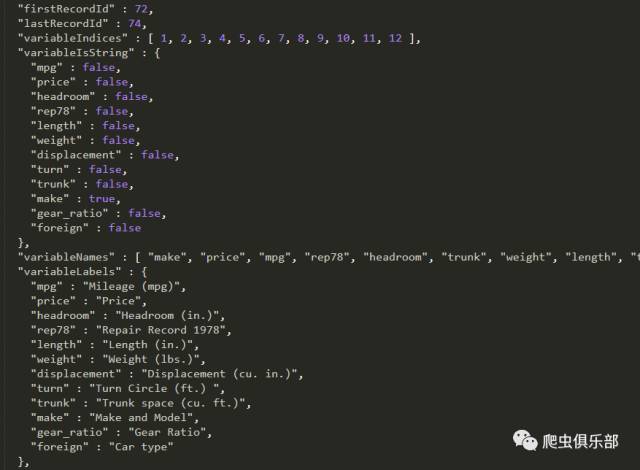 "firstRecordId" : 72,
"lastRecordId" : 74,
"variableIndices" : [ 1, 2, 3, 4, 5, 6, 7, 8, 9, 10, 11, 12 ],
"variableIsString" : {
"mpg" : false,
"price" : false,
"headroom" : false,
"rep78" : false,
"length" : false,
"weight" : false,
"displacement" : false,
"turn" : false,
"trunk" : false,
"make" : true,
"gear_ratio" : false,
"foreign" : false
},
"variableNames" : [ "make", "price", "mpg", "rep78", "headroom", "trunk", "weight", "length", "t
"variableLabels" : {
"mpg" : "Mileage (mpg)",
"price" : "Price",
"headroom" : "Headroom (in.)",
"rep78" : "Repair Record 1978",
"length" : "Length (in.)",
"weight" : "Weight (lbs.)",
"displacement" : "Displacement (cu. in.)",
"turn" : "Turn Circle (ft.) ",
"trunk" : "Trunk space (cu. ft.)",
"make" : "Make and Model",
"gear_ratio" : "Gear Ratio",
"foreign" : "Car type"
},
爬虫俱乐部